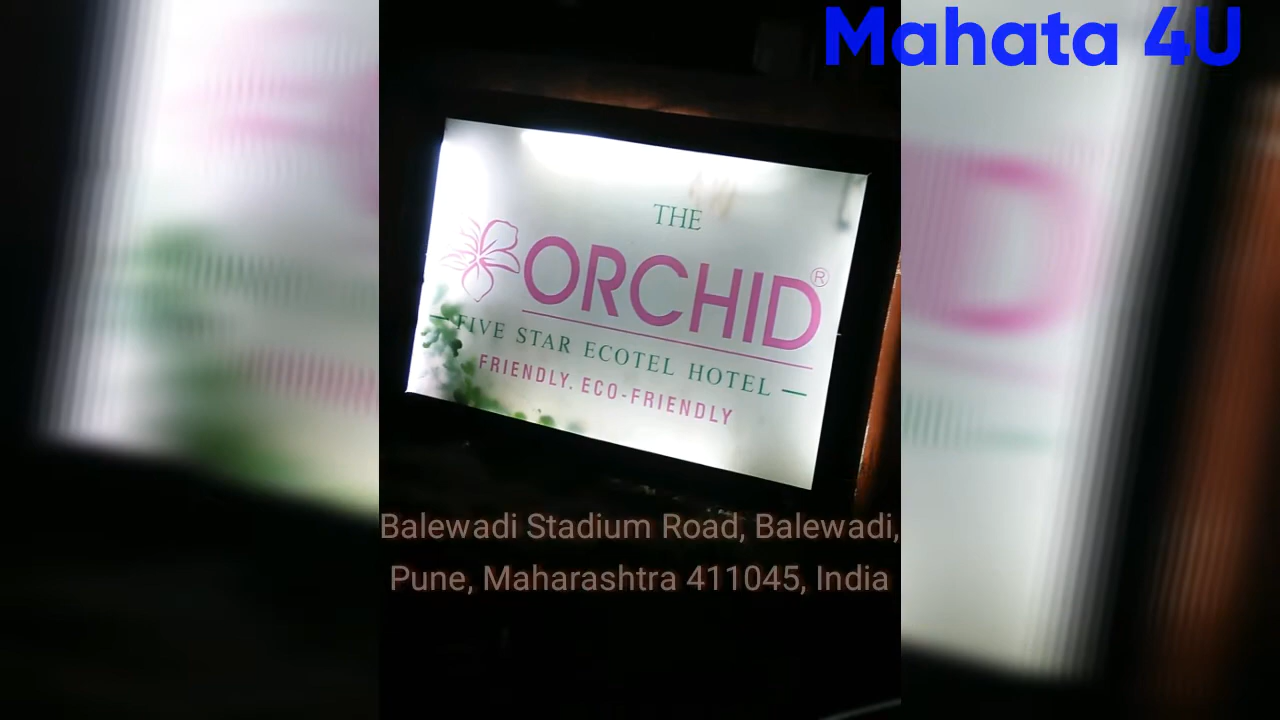 Mahata 4U
THE
ORCHID®
FIVE STAR ECOTEL HOTEL
FRIENDLY. ECO-FRIENDLY
Balewadi Stadium Road, Balewadi,
Pune, Maharashtra 411045, India